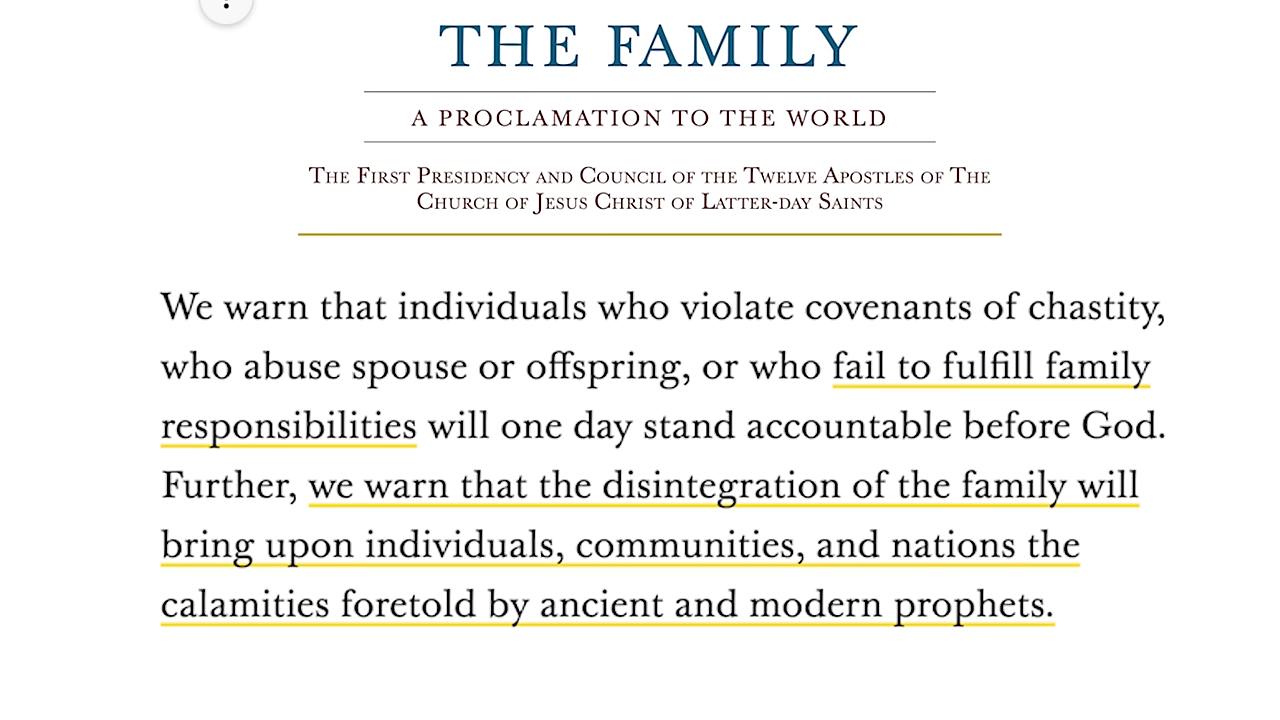 THE FAMILY
A PROCLAMATION TO THE WORLD
The First Presidency and Council of the Twelve Apostles of The
Church of Jesus Christ of Latter-day Saints
We warn that individuals who violate covenants of chastity,
who abuse spouse or offspring, or who fail to fulfill family
responsibilities will one day stand accountable before God.
Further, we warn that the disintegration of the family will
bring upon individuals, communities, and nations the
calamities foretold by ancient and modern prophets.